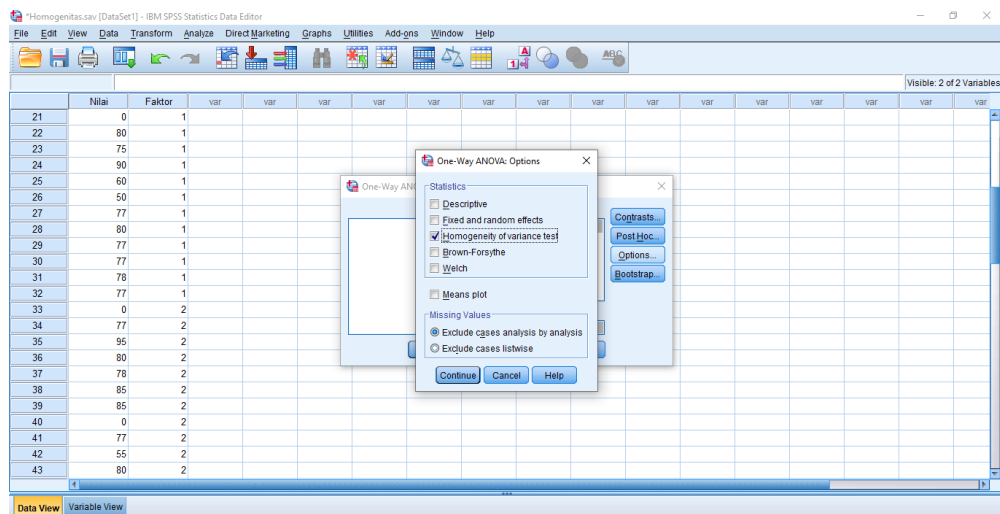 *Homogenitas.sav [DataSet1] - IBM SPSS Statistics Data Editor
File Edit View Data Transform Analyze Direct Marketing Graphs Utilities Add-ons Window Help
Visible: 2 of 2 Variables
Nilai Faktor var var var var var var var var var var var var var var var
21 0 1
22 80 1
23 75 1
24 90 1
25 60 1
26 50 1
27 77 1
28 80 1
29 77 1
30 77 1
31 78 1
32 77 1
33 0 2
34 77 2
35 95 2
36 80 2
37 78 2
38 85 2
39 85 2
40 0 2
41 77 2
42 55 2
43 80 2
One-Way AN
Contrasts...
Post Hoc...
Options...
Bootstrap...
One-Way ANOVA: Options
Statistics
Descriptive
Fixed and random effects
Homogeneity of variance test
Brown-Forsythe
Welch
Means plot
Missing Values
Exclude cases analysis by analysis
Exclude cases listwise
Continue Cancel Help
Data View Variable View